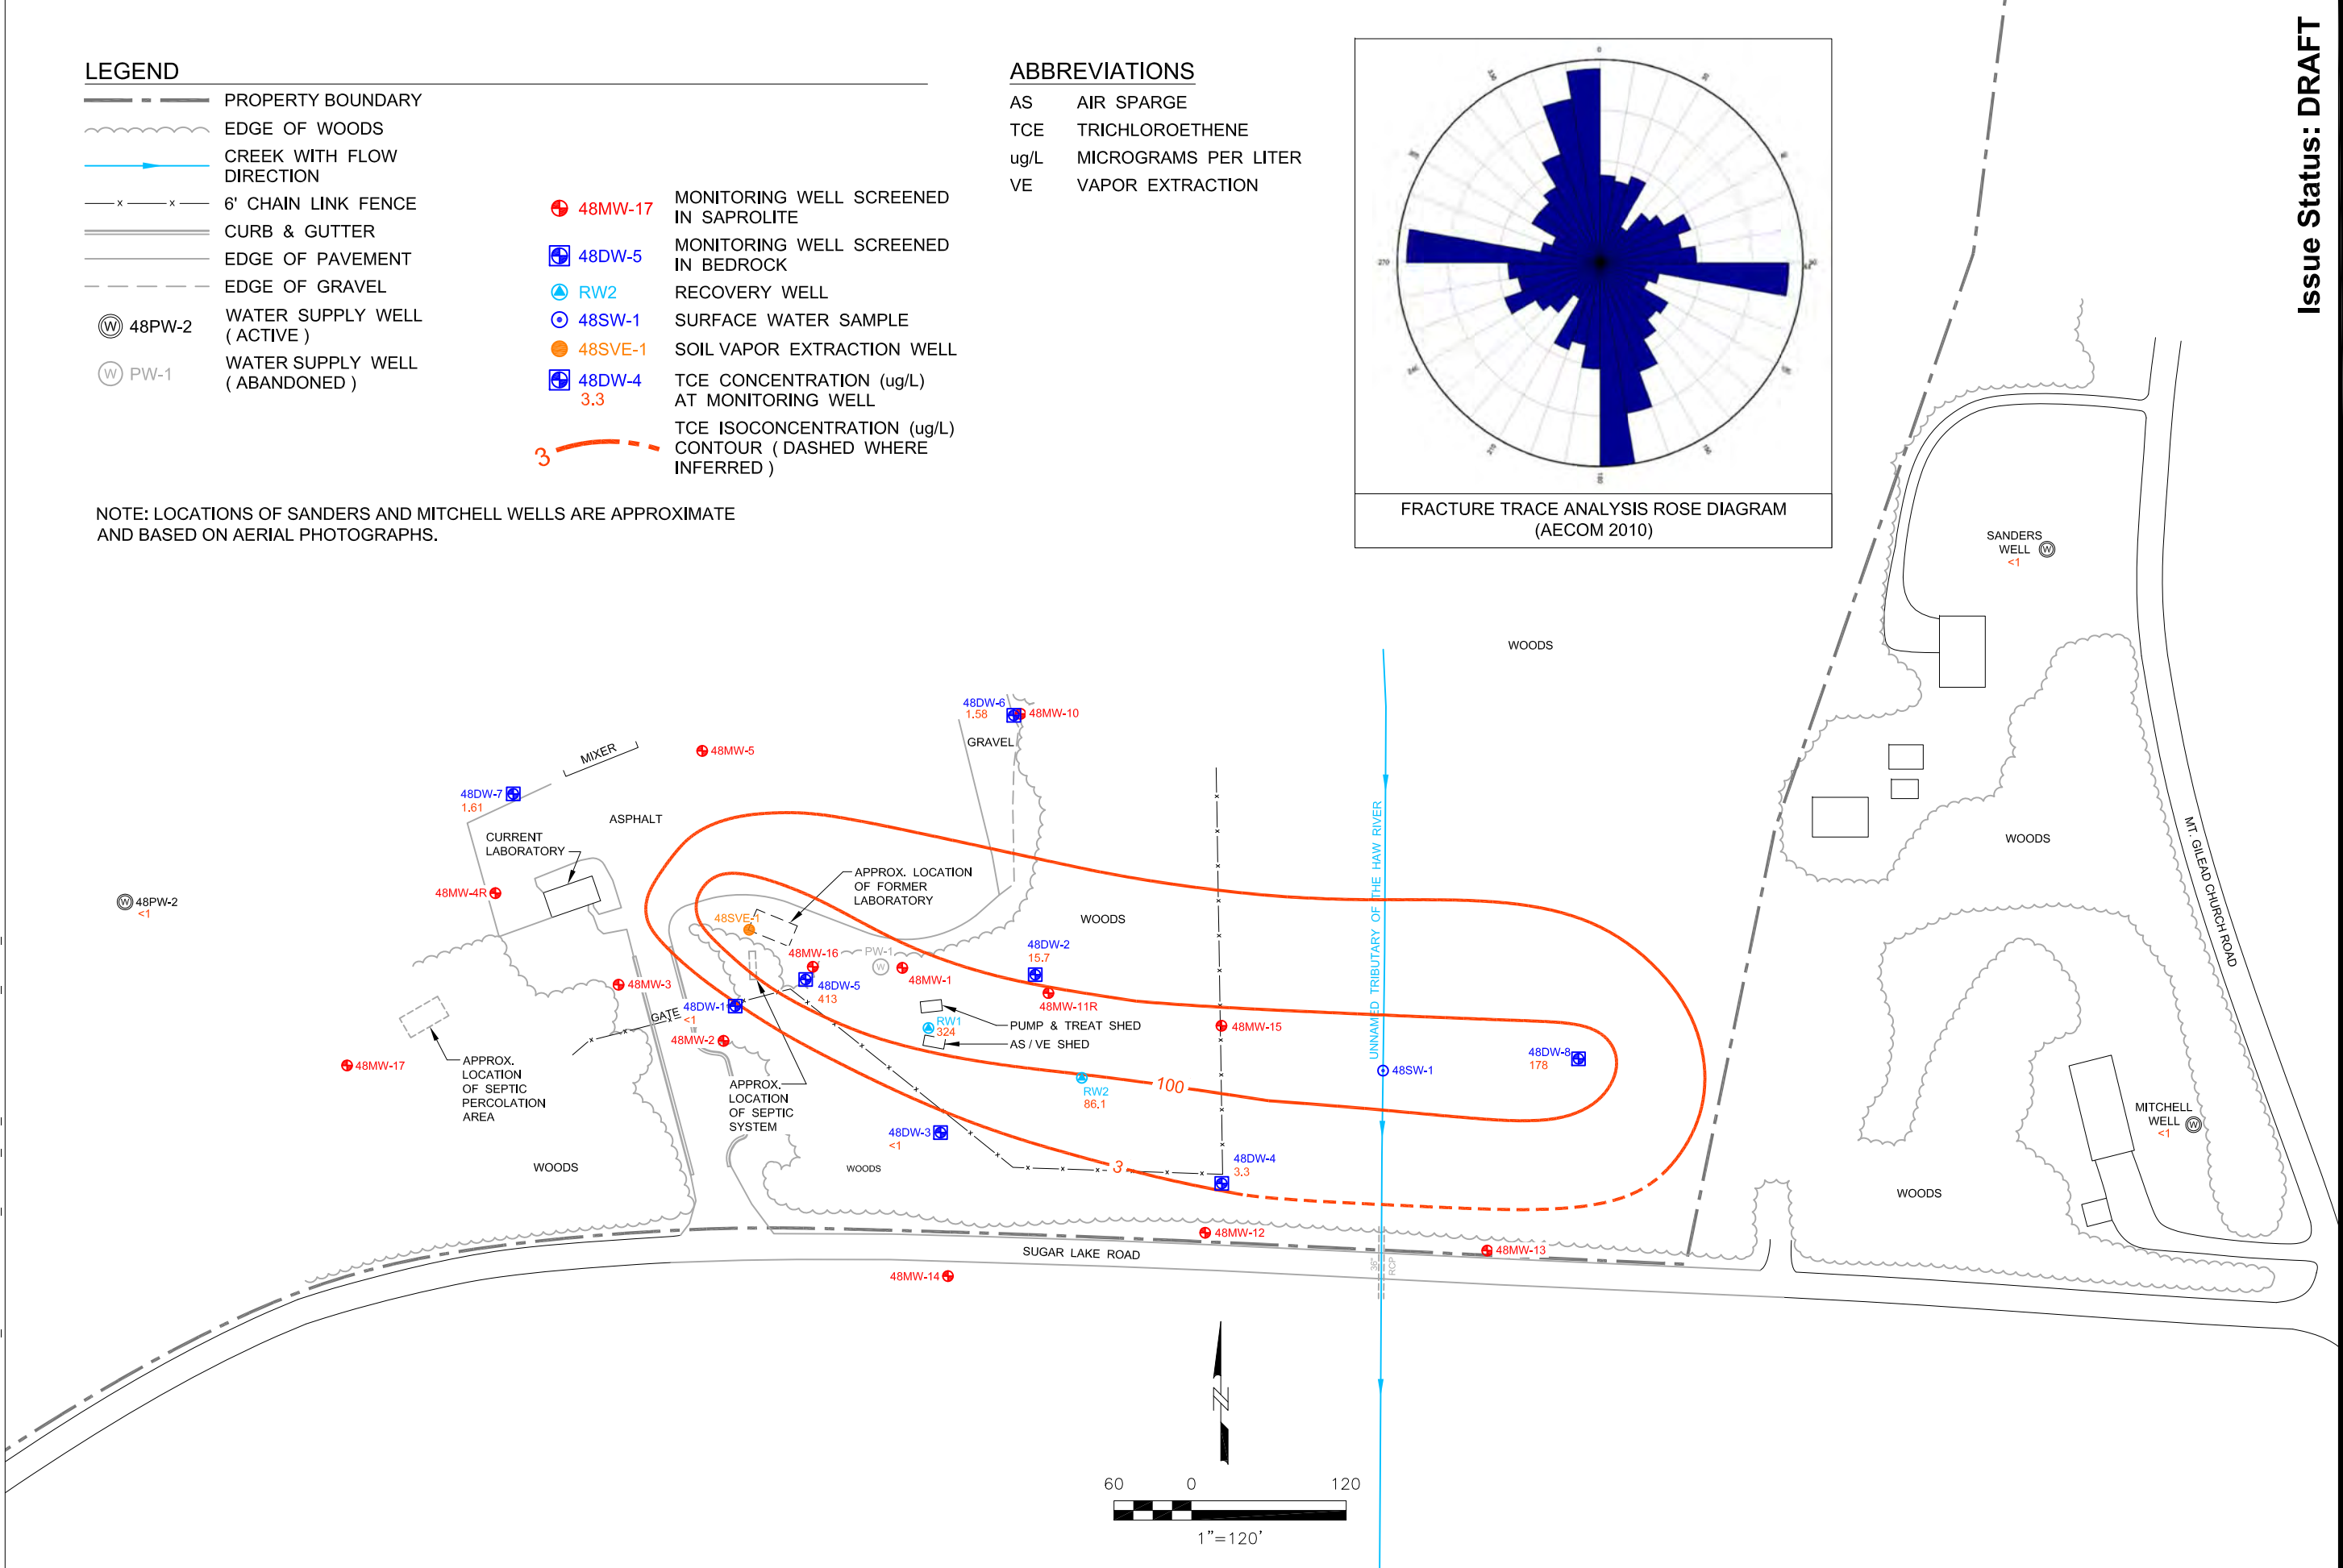 Issue Status: DRAFT
LEGEND
PROPERTY BOUNDARY
EDGE OF WOODS
CREEK WITH FLOW
DIRECTION
x x
6' CHAIN LINK FENCE
CURB & GUTTER
EDGE OF PAVEMENT
EDGE OF GRAVEL
W 48PW-2
WATER SUPPLY WELL
( ACTIVE )
W PW-1
WATER SUPPLY WELL
( ABANDONED )
48MW-17
MONITORING WELL SCREENED
IN SAPROLITE
48DW-5
MONITORING WELL SCREENED
IN BEDROCK
RW2
RECOVERY WELL
48SW-1
SURFACE WATER SAMPLE
48SVE-1
SOIL VAPOR EXTRACTION WELL
48DW-4
3.3
TCE CONCENTRATION (ug/L)
AT MONITORING WELL
3
TCE ISOCONCENTRATION (ug/L)
CONTOUR ( DASHED WHERE
INFERRED )
NOTE: LOCATIONS OF SANDERS AND MITCHELL WELLS ARE APPROXIMATE
AND BASED ON AERIAL PHOTOGRAPHS.
ABBREVIATIONS
AS AIR SPARGE
TCE TRICHLOROETHENE
ug/L MICROGRAMS PER LITER
VE VAPOR EXTRACTION
0
270
FRACTURE TRACE ANALYSIS ROSE DIAGRAM
(AECOM 2010)
SANDERS
WELL W
<1
WOODS
48DW-6
1.58
48MW-10
GRAVEL
48MW-5
MIXER
48DW-7
1.61
ASPHALT
CURRENT
LABORATORY
48MW-4R
W 48PW-2
<1
APPROX. LOCATION
OF FORMER
LABORATORY
48SVE-1
WOODS
48MW-16
PW-1
W
48MW-1
48DW-2
15.7
48DW-5
413
48MW-11R
48MW-3
48DW-1
<1
GATE
48MW-2
RW1
324
PUMP & TREAT SHED
AS / VE SHED
48MW-15
UNNAMED TRIBUTARY OF THE HAW RIVER
48SW-1
48DW-8
178
48MW-17
APPROX.
LOCATION
OF SEPTIC
PERCOLATION
AREA
APPROX.
LOCATION
OF SEPTIC
SYSTEM
RW2
86.1
100
48DW-3
<1
3
48DW-4
3.3
WOODS
WOODS
WOODS
MT. GILEAD CHURCH ROAD
MITCHELL
WELL W
<1
WOODS
48MW-12
48MW-13
SUGAR LAKE ROAD
48MW-14
36"
RCP
N
60 0 120
1"=120'